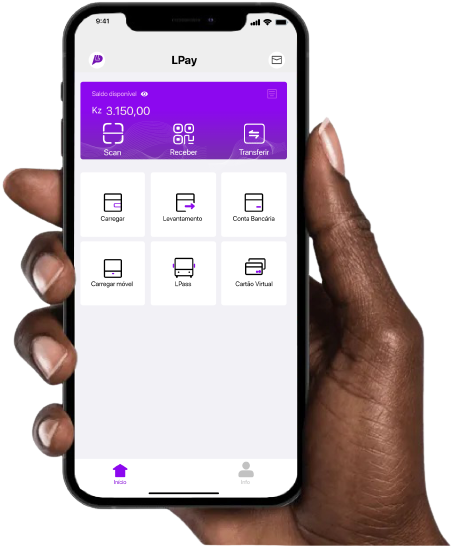 9:41
LPay
Saldo disponível
Kz 3.150,00
Scan Receber Transferir
Carregar Levantamento Conta Bancária
Carregar móvel LPass Cartão Virtual
Início Info